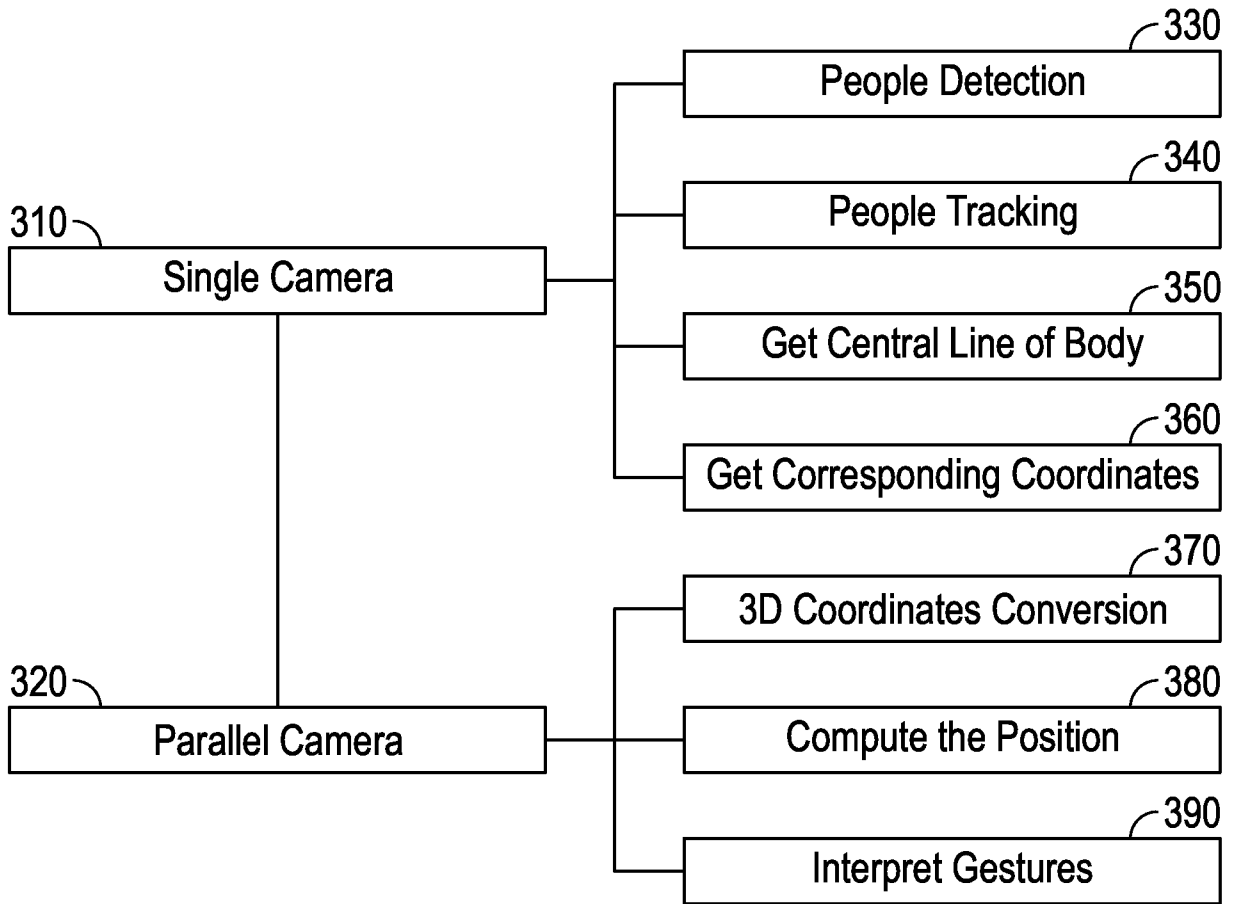 330
People Detection
340
People Tracking
310
Single Camera
350
Get Central Line of Body
360
Get Corresponding Coordinates
370
3D Coordinates Conversion
320
Parallel Camera
380
Compute the Position
390
Interpret Gestures